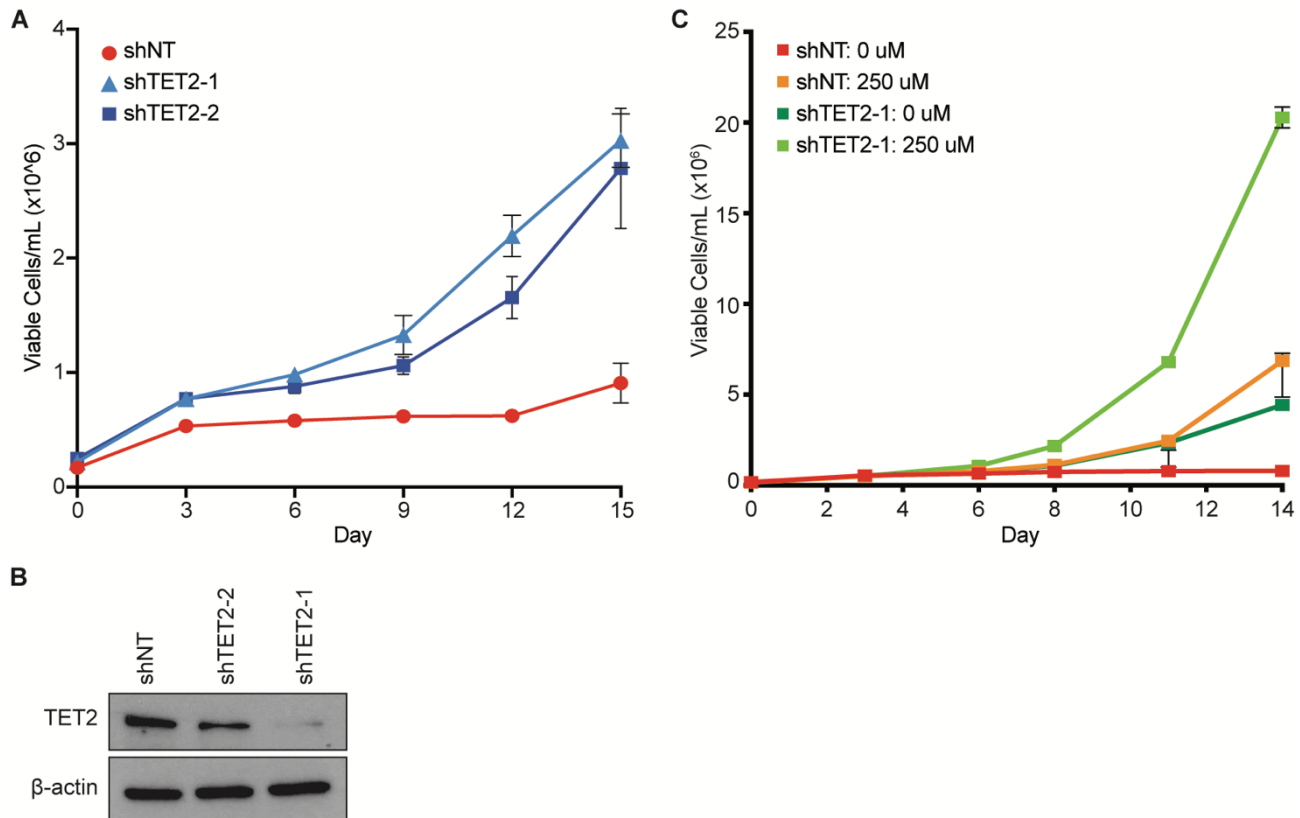 A
4
3
2
1
0
Viable Cells/mL (x10^6)
shNT
shTET2-1
shTET2-2
0 3 6 9 12 15
Day
C
25
20
15
10
5
0
Viable Cells/mL (x10⁶)
shNT: 0 uM
shNT: 250 uM
shTET2-1: 0 uM
shTET2-1: 250 uM
0 2 4 6 8 10 12 14
Day
B
shNT
shTET2-2
shTET2-1
TET2
β-actin